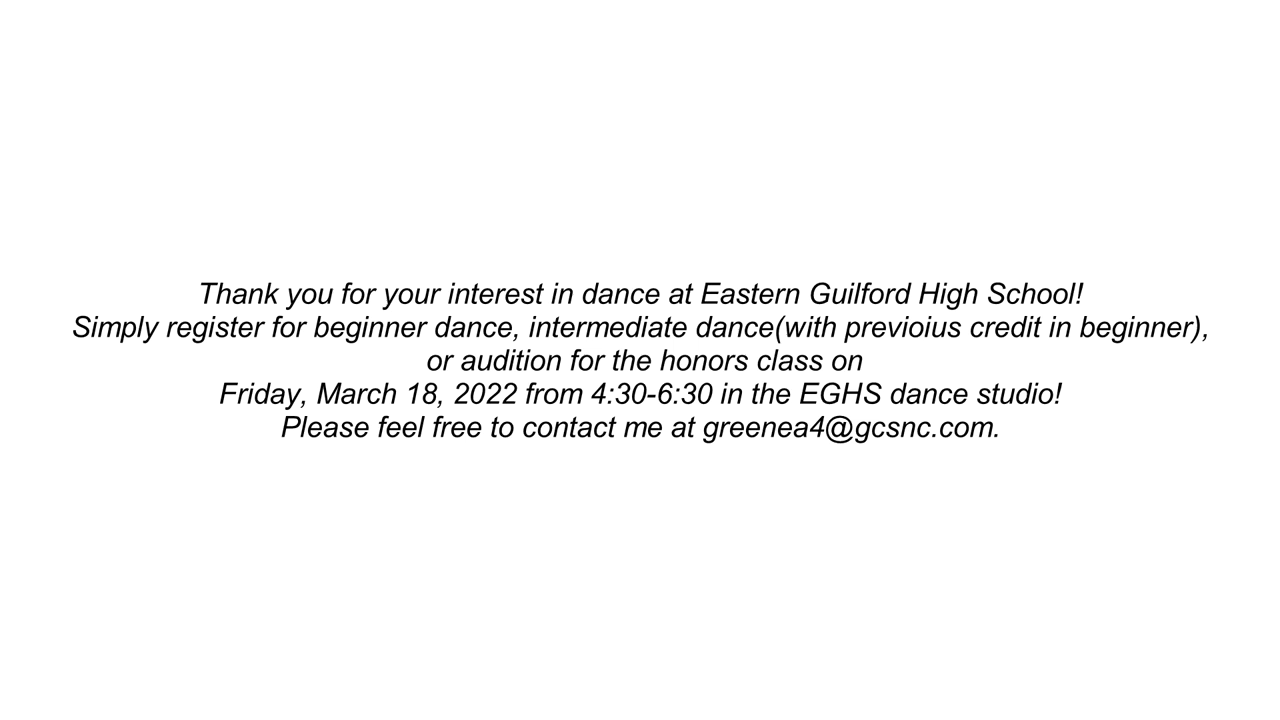 Thank you for your interest in dance at Eastern Guilford High School!
Simply register for beginner dance, intermediate dance(with previoius credit in beginner),
or audition for the honors class on
Friday, March 18, 2022 from 4:30-6:30 in the EGHS dance studio!
Please feel free to contact me at greenea4@gcsnc.com.